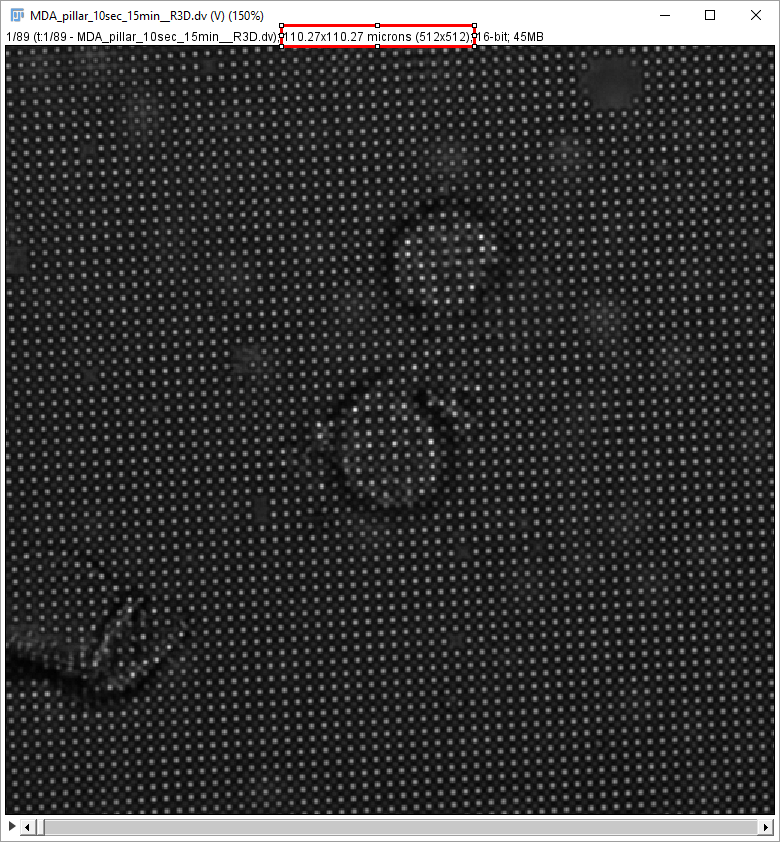 MDA_pillar_10sec_15min__R3D.dv (V) (150%)
1/89 (t:1/89 - MDA_pillar_10sec_15min__R3D.dv); 110.27x110.27 microns (512x512); 16-bit; 45MB